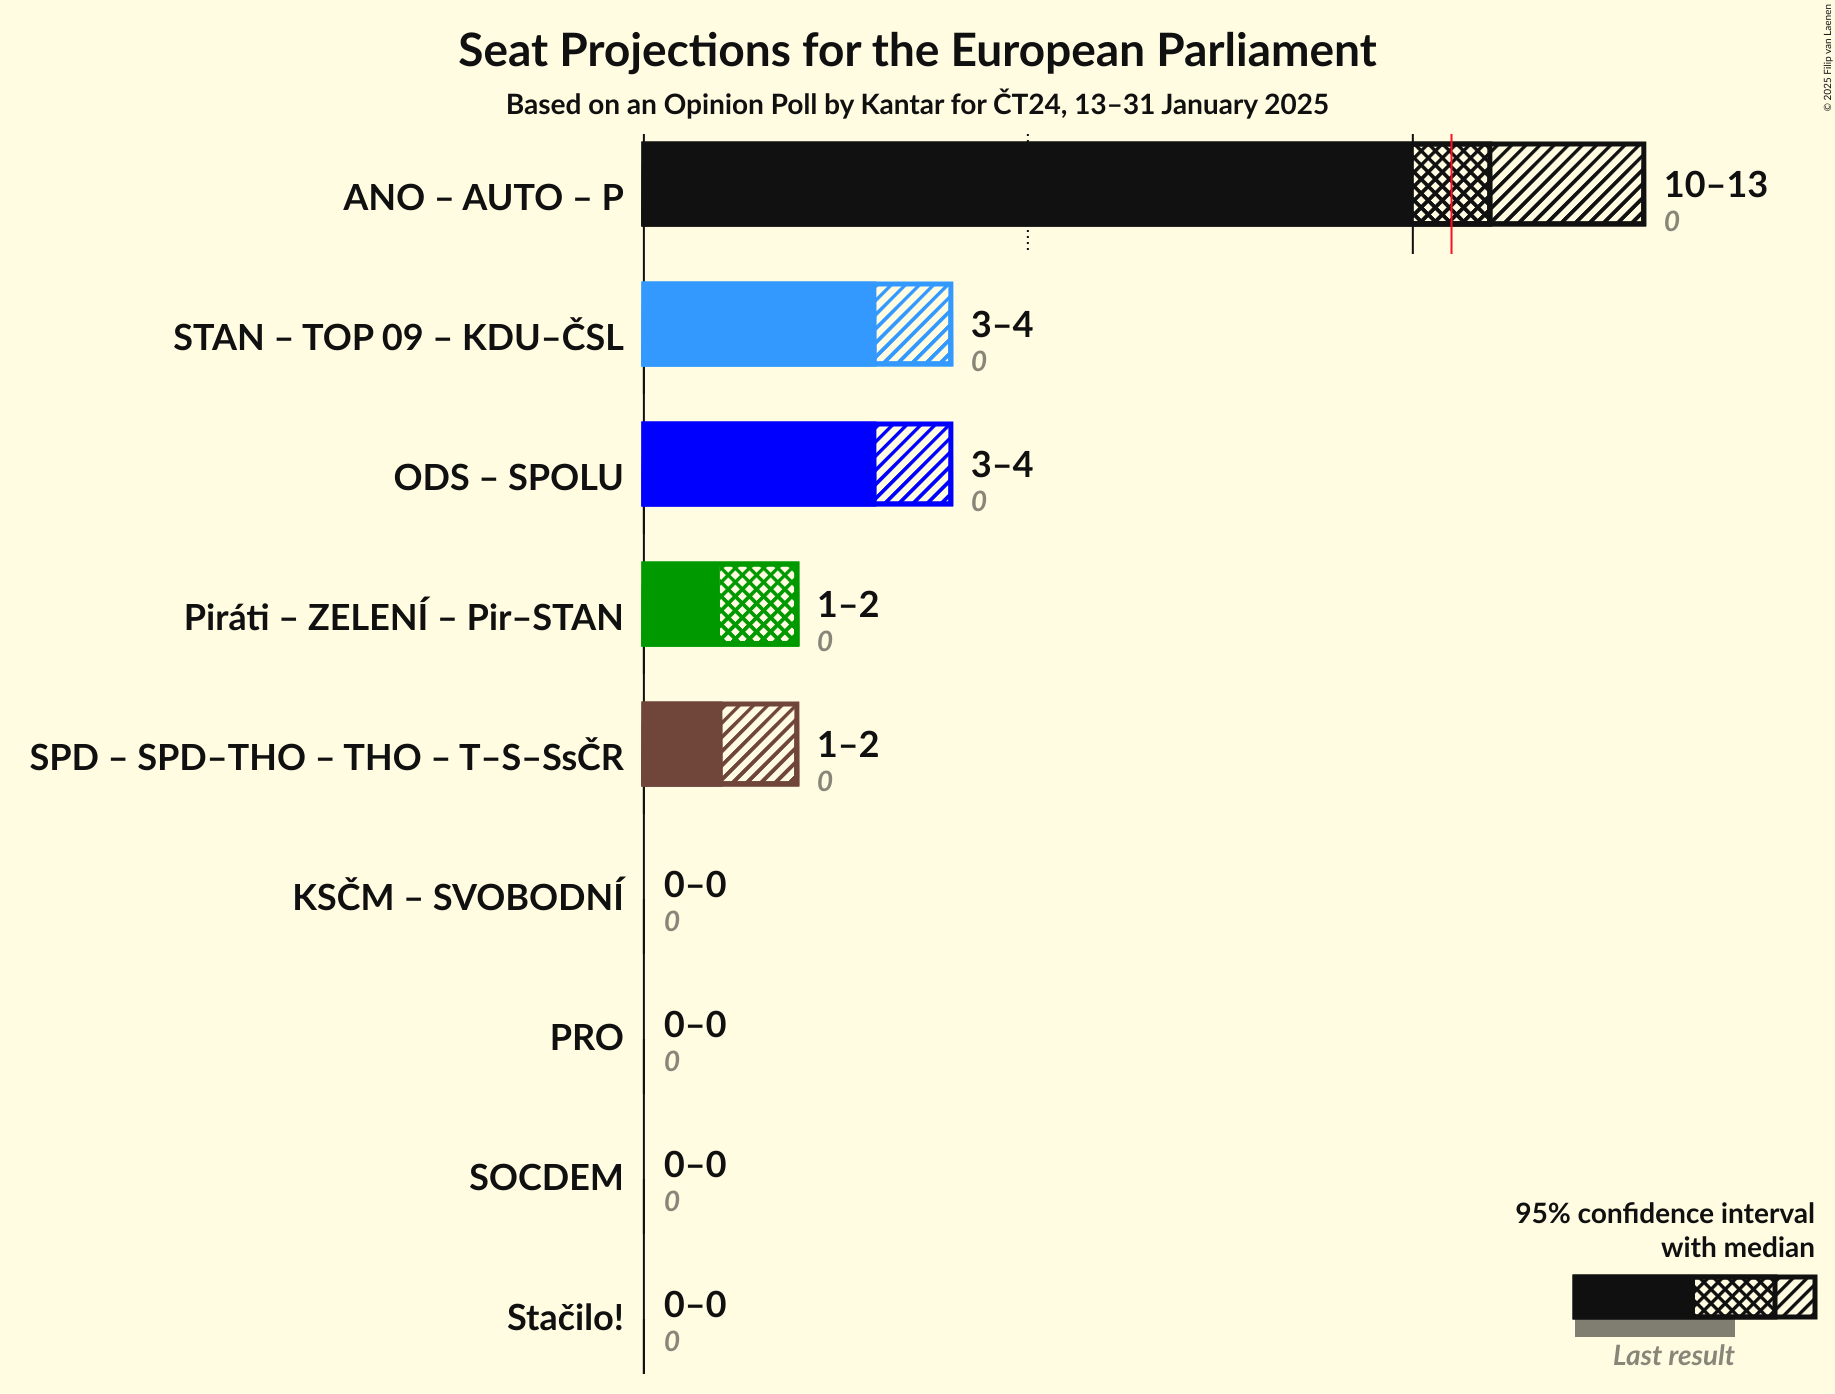 Seat Projections for the European Parliament
Based on an Opinion Poll by Kantar for ČT24, 13–31 January 2025
© 2025 Filip van Laenen
ANO – AUTO – P
10–13
0
STAN – TOP 09 – KDU–ČSL
3–4
0
ODS – SPOLU
3–4
0
Piráti – ZELENÍ – Pir–STAN
1–2
0
SPD – SPD–THO – THO – T–S–SsČR
1–2
0
KSČM – SVOBODNÍ
0–0
0
PRO
0–0
0
SOCDEM
0–0
0
Stačilo!
0–0
0
95% confidence interval
with median
Last result